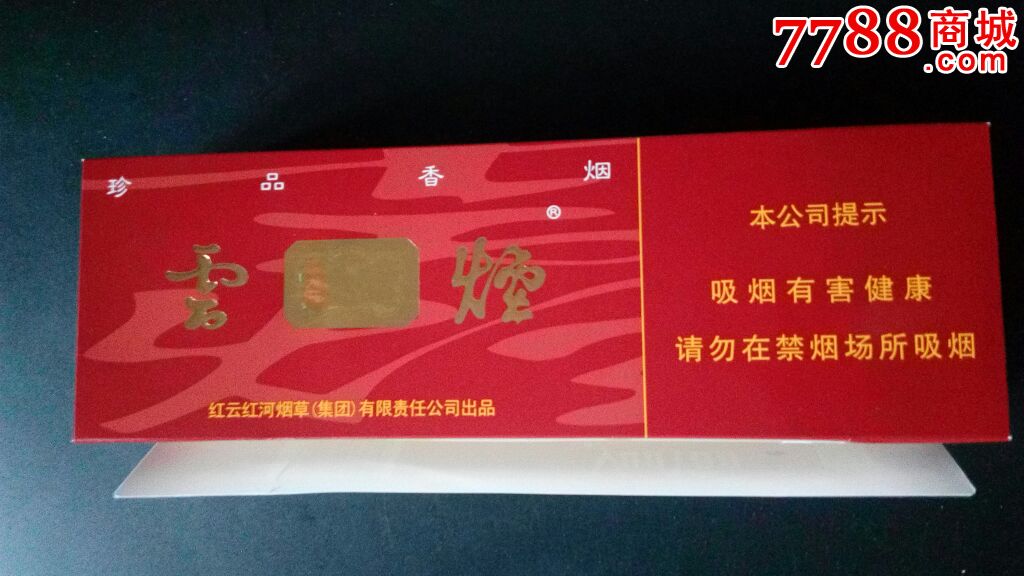 7788商城
.com
珍品香烟
®
雲煙
红云红河烟草(集团)有限责任公司出品
本公司提示
吸烟有害健康
请勿在禁烟场所吸烟